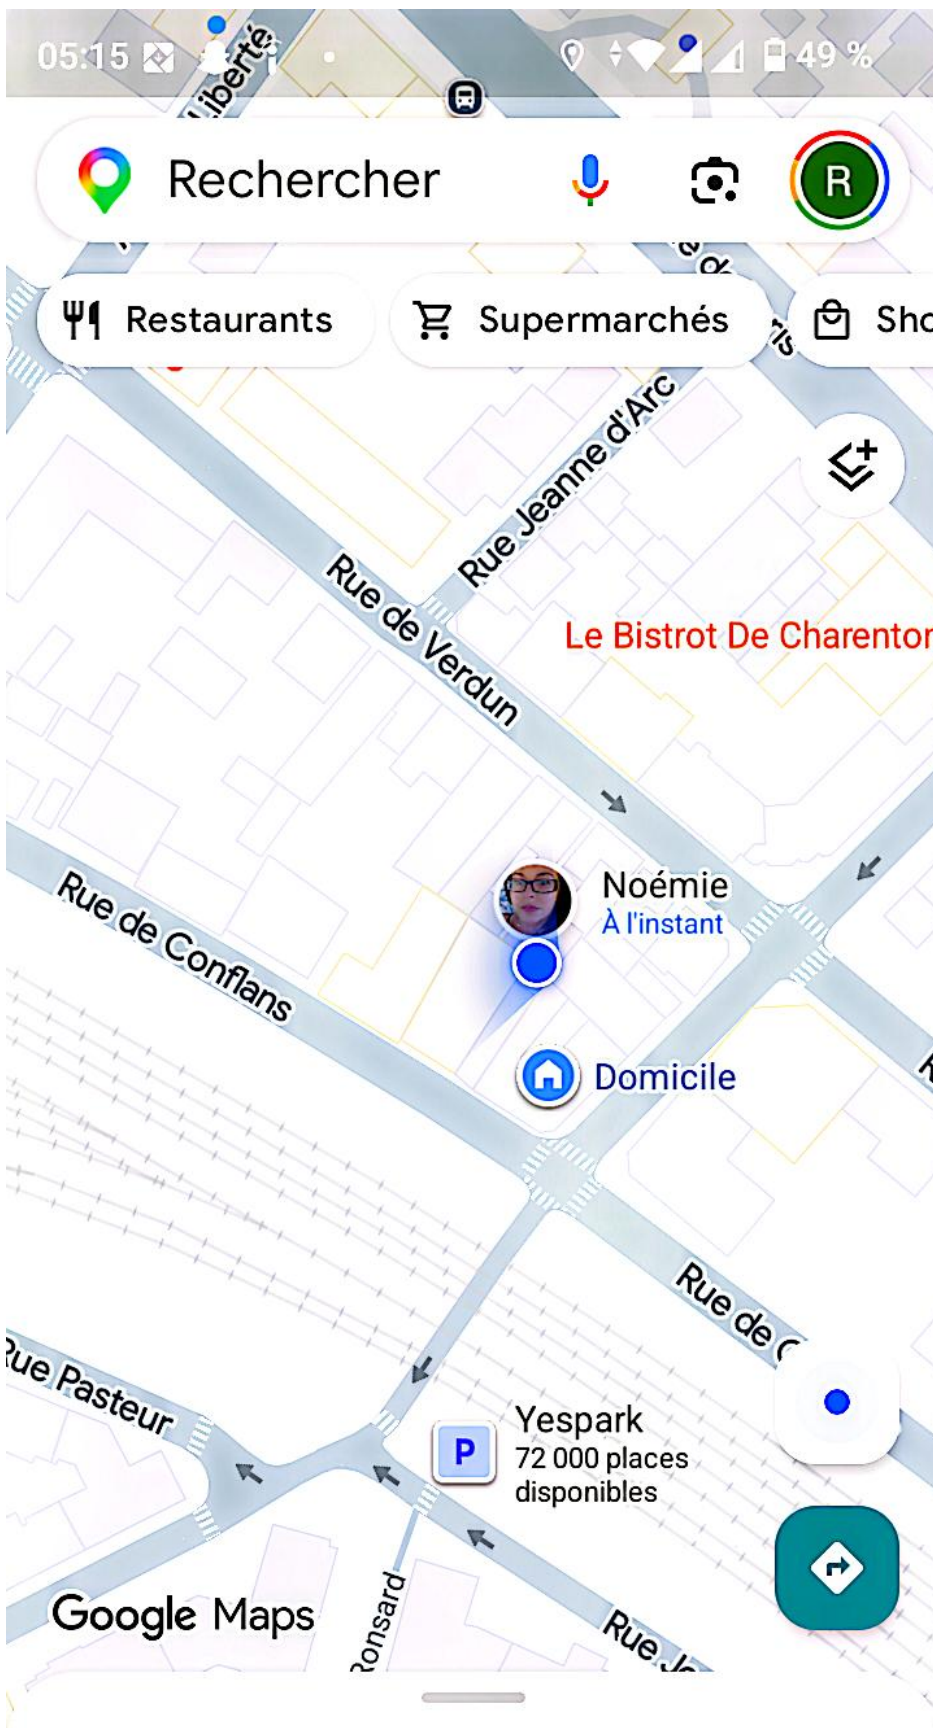 05:15
49 %
Liberté
Rechercher
R
Restaurants
Supermarchés
Sho
Rue Jeanne d'Arc
Rue de Verdun
Le Bistrot De Charenton
Noémie
À l'instant
Rue de Conflans
Domicile
Rue de C
Rue Pasteur
P
Yespark
72 000 places
disponibles
Google Maps
Ronsard
Rue Je